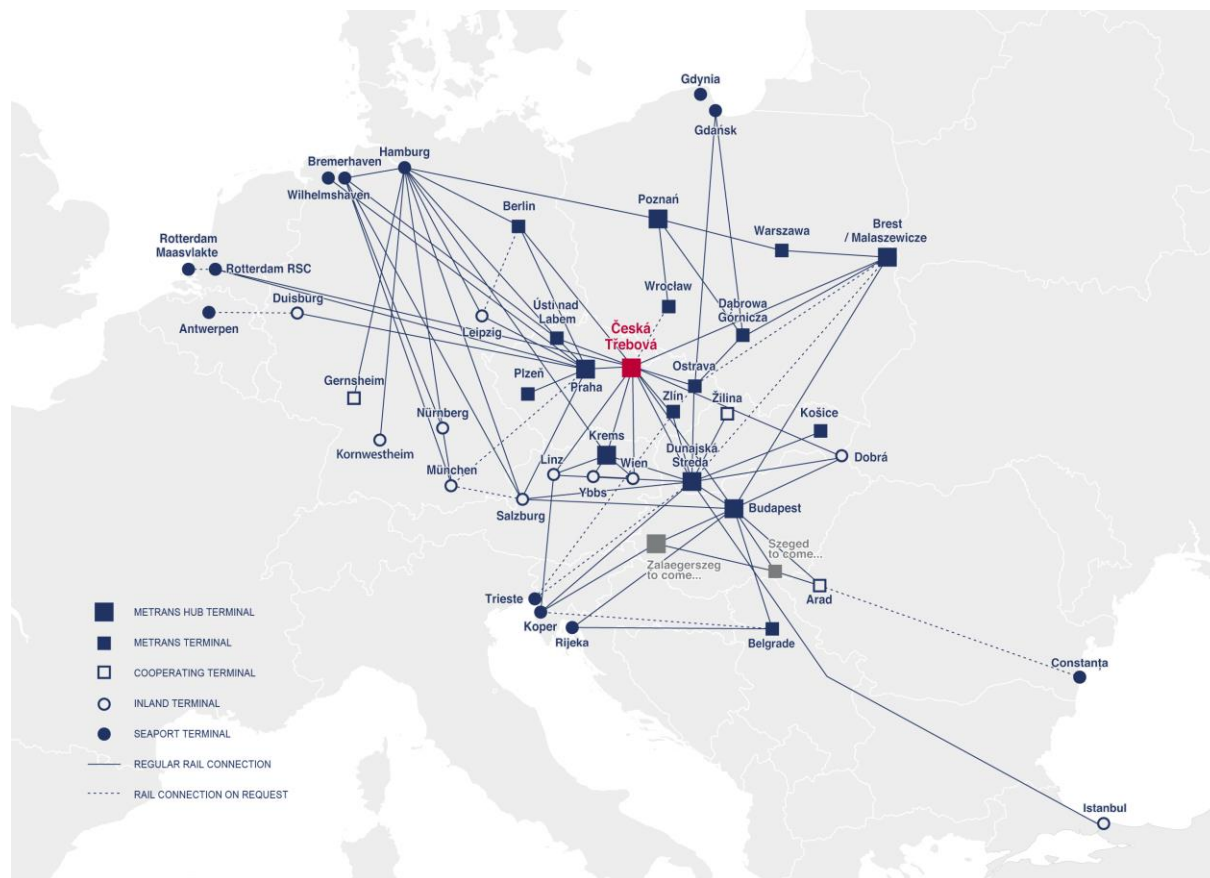 Gdynia
Gdańsk
Hamburg
Bremerhaven
Wilhelmshaven
Berlin
Poznań
Warszawa
Brest
/ Malaszewicze
Rotterdam
Maasvlakte
Rotterdam RSC
Duisburg
Antwerpen
Leipzig
Ústí nad
Labem
Wrocław
Dąbrowa
Górnicza
Česká
Třebová
Praha
Plzeň
Ostrava
Zlín
Žilina
Košice
Gernsheim
Nürnberg
Kornwestheim
München
Krems
Linz
Wien
Ybbs
Dunajská
Streda
Dobrá
Salzburg
Budapest
Zalaegerszeg
to come...
Szeged
to come...
Arad
Trieste
Koper
Rijeka
Belgrade
Constanța
Istanbul
METRANS HUB TERMINAL
METRANS TERMINAL
COOPERATING TERMINAL
INLAND TERMINAL
SEAPORT TERMINAL
REGULAR RAIL CONNECTION
RAIL CONNECTION ON REQUEST